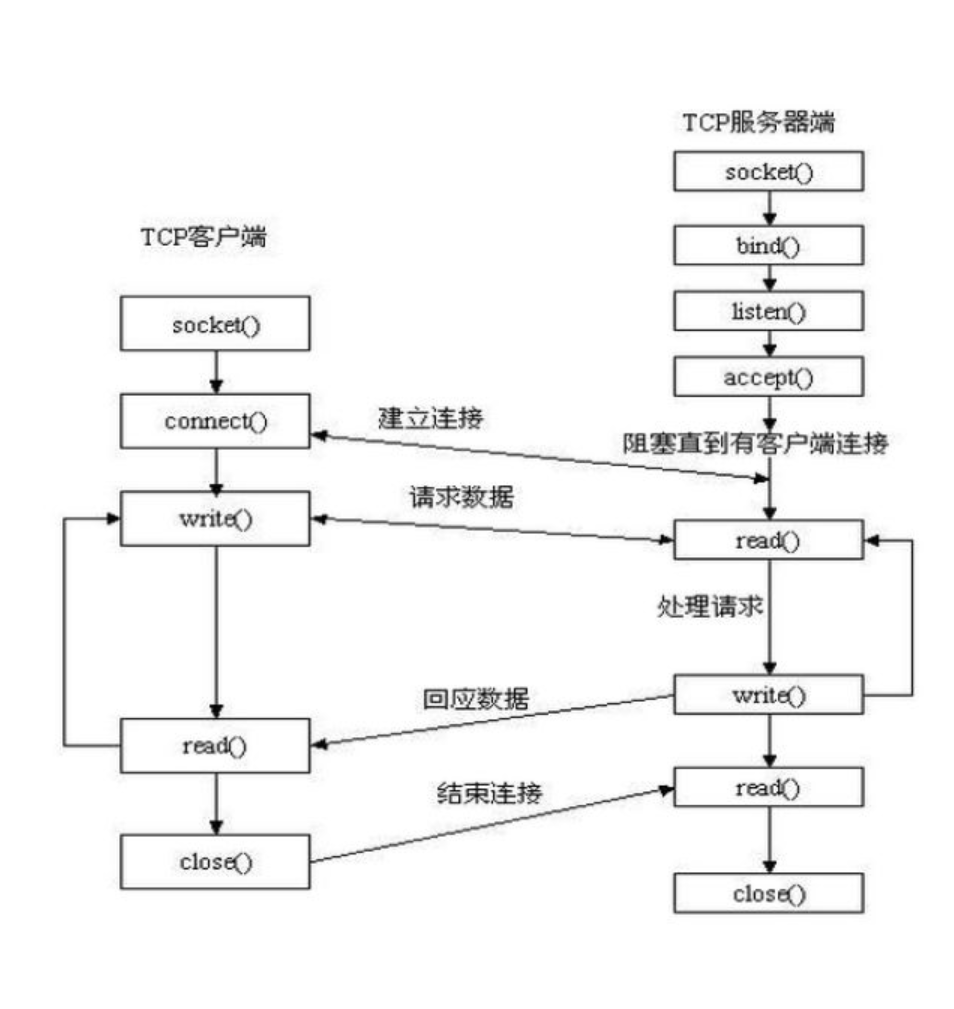 TCP服务器端
socket()
bind()
listen()
accept()
阻塞直到有客户端连接
read()
处理请求
write()
read()
close()
TCP客户端
socket()
connect()
write()
read()
close()
建立连接
请求数据
回应数据
结束连接